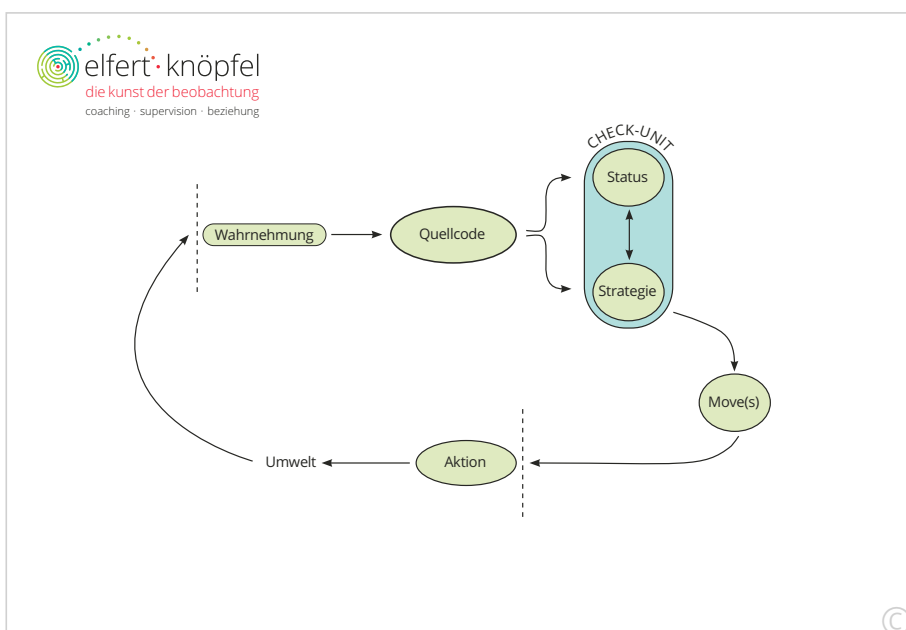 elfert·knöpfel
die kunst der beobachtung
coaching · supervision · beziehung
CHECK-UNIT
Status
Wahrnehmung
Quellcode
Strategie
Move(s)
Umwelt
Aktion
©